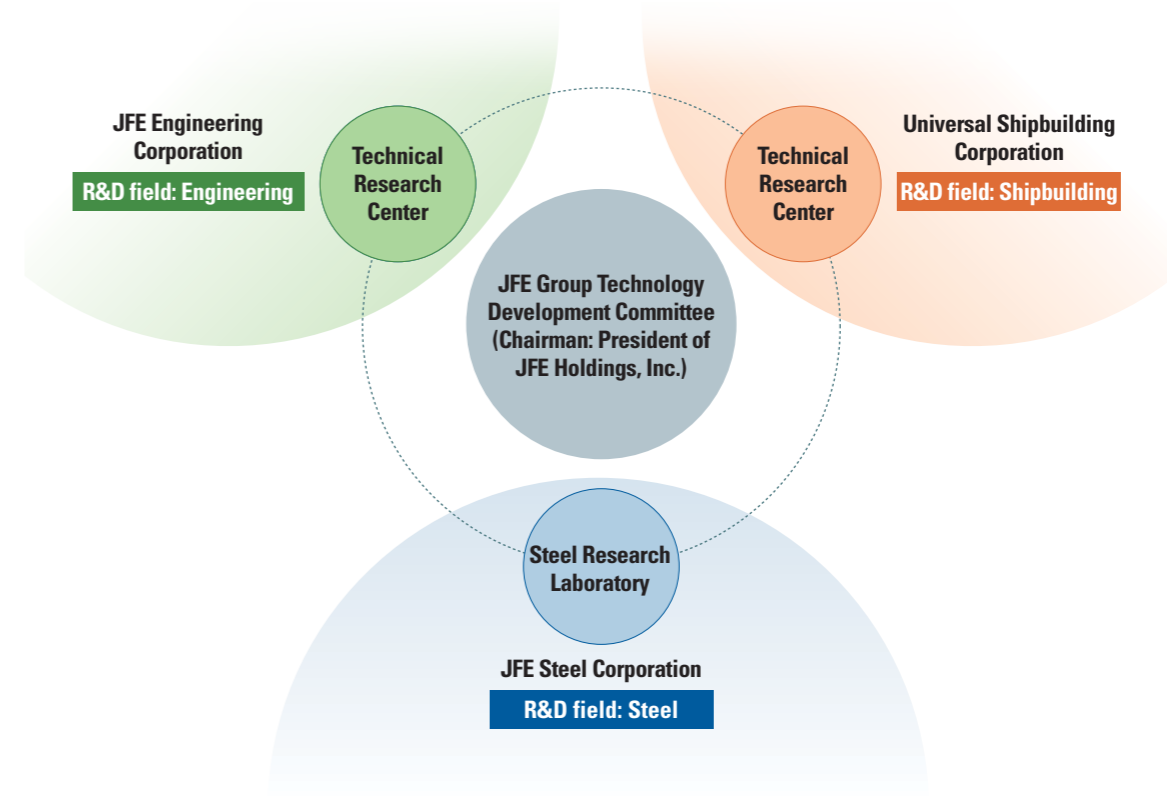 JFE Engineering
Corporation
R&D field: Engineering
Technical
Research
Center
Technical
Research
Center
Universal Shipbuilding
Corporation
R&D field: Shipbuilding
JFE Group Technology
Development Committee
(Chairman: President of
JFE Holdings, Inc.)
Steel Research
Laboratory
JFE Steel Corporation
R&D field: Steel